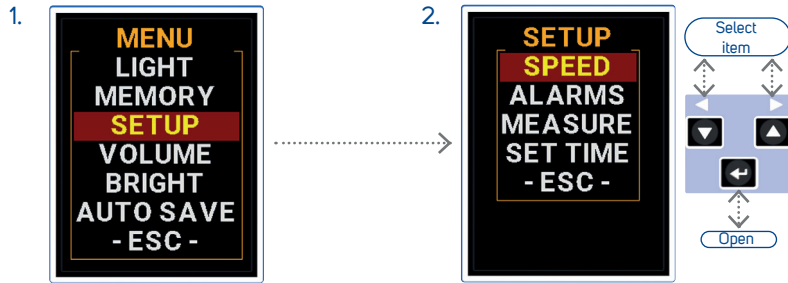 1.
MENU
LIGHT
MEMORY
SETUP
VOLUME
BRIGHT
AUTO SAVE
- ESC -
2.
SETUP
SPEED
ALARMS
MEASURE
SET TIME
- ESC -
Select
item
Open